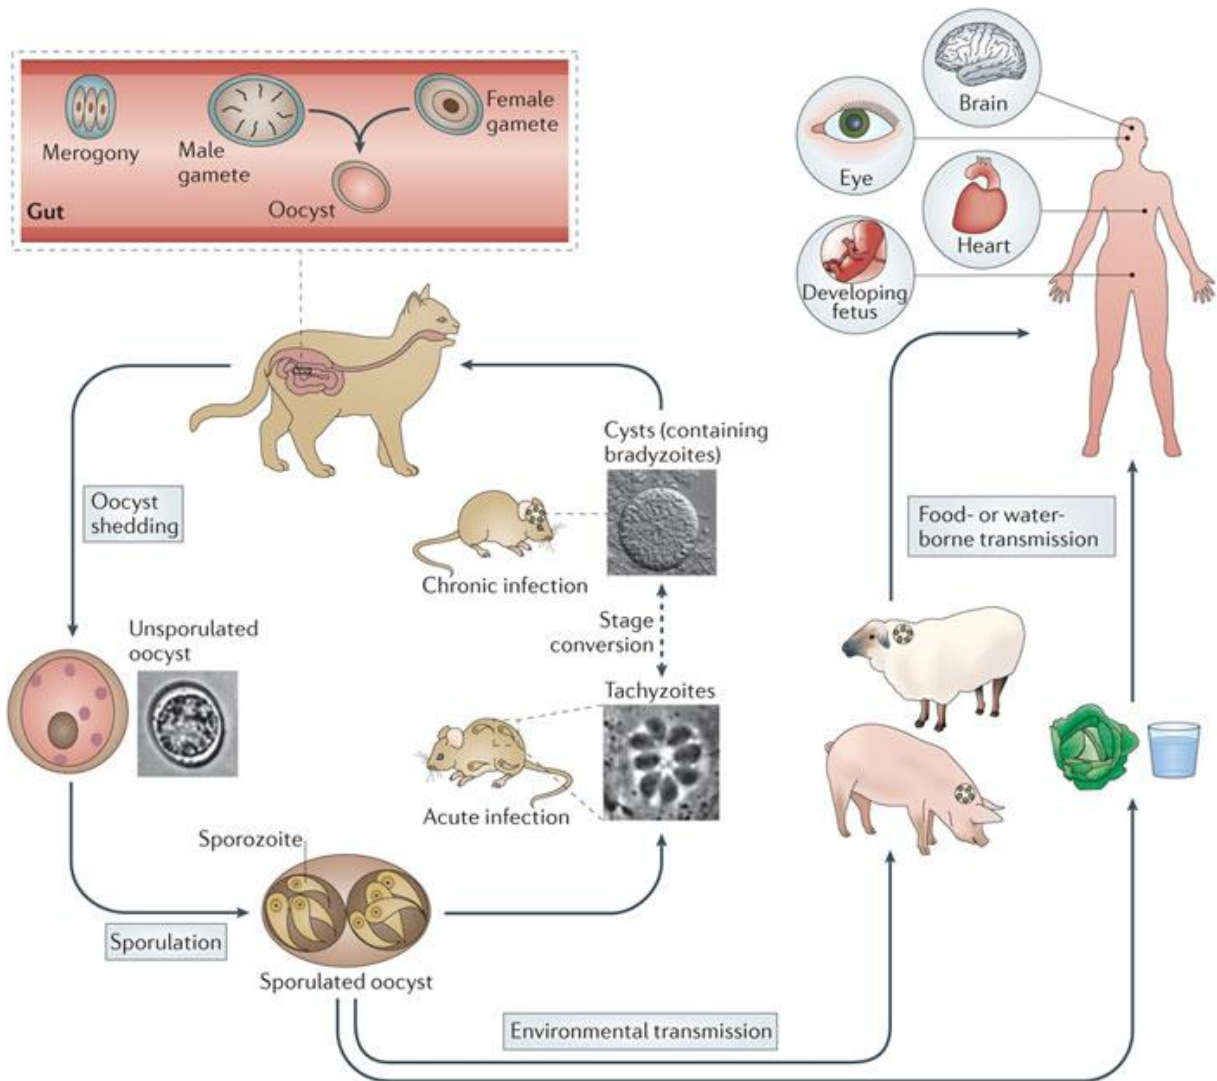 Merogony
Male
gamete
Female
gamete
Oocyst
Gut
Brain
Eye
Heart
Developing
fetus
Oocyst
shedding
Cysts (containing
bradyzoites)
Chronic infection
Food- or water-
borne transmission
Unsporulated
oocyst
Stage
conversion
Tachyzoites
Acute infection
Sporozoite
Sporulation
Sporulated oocyst
Environmental transmission